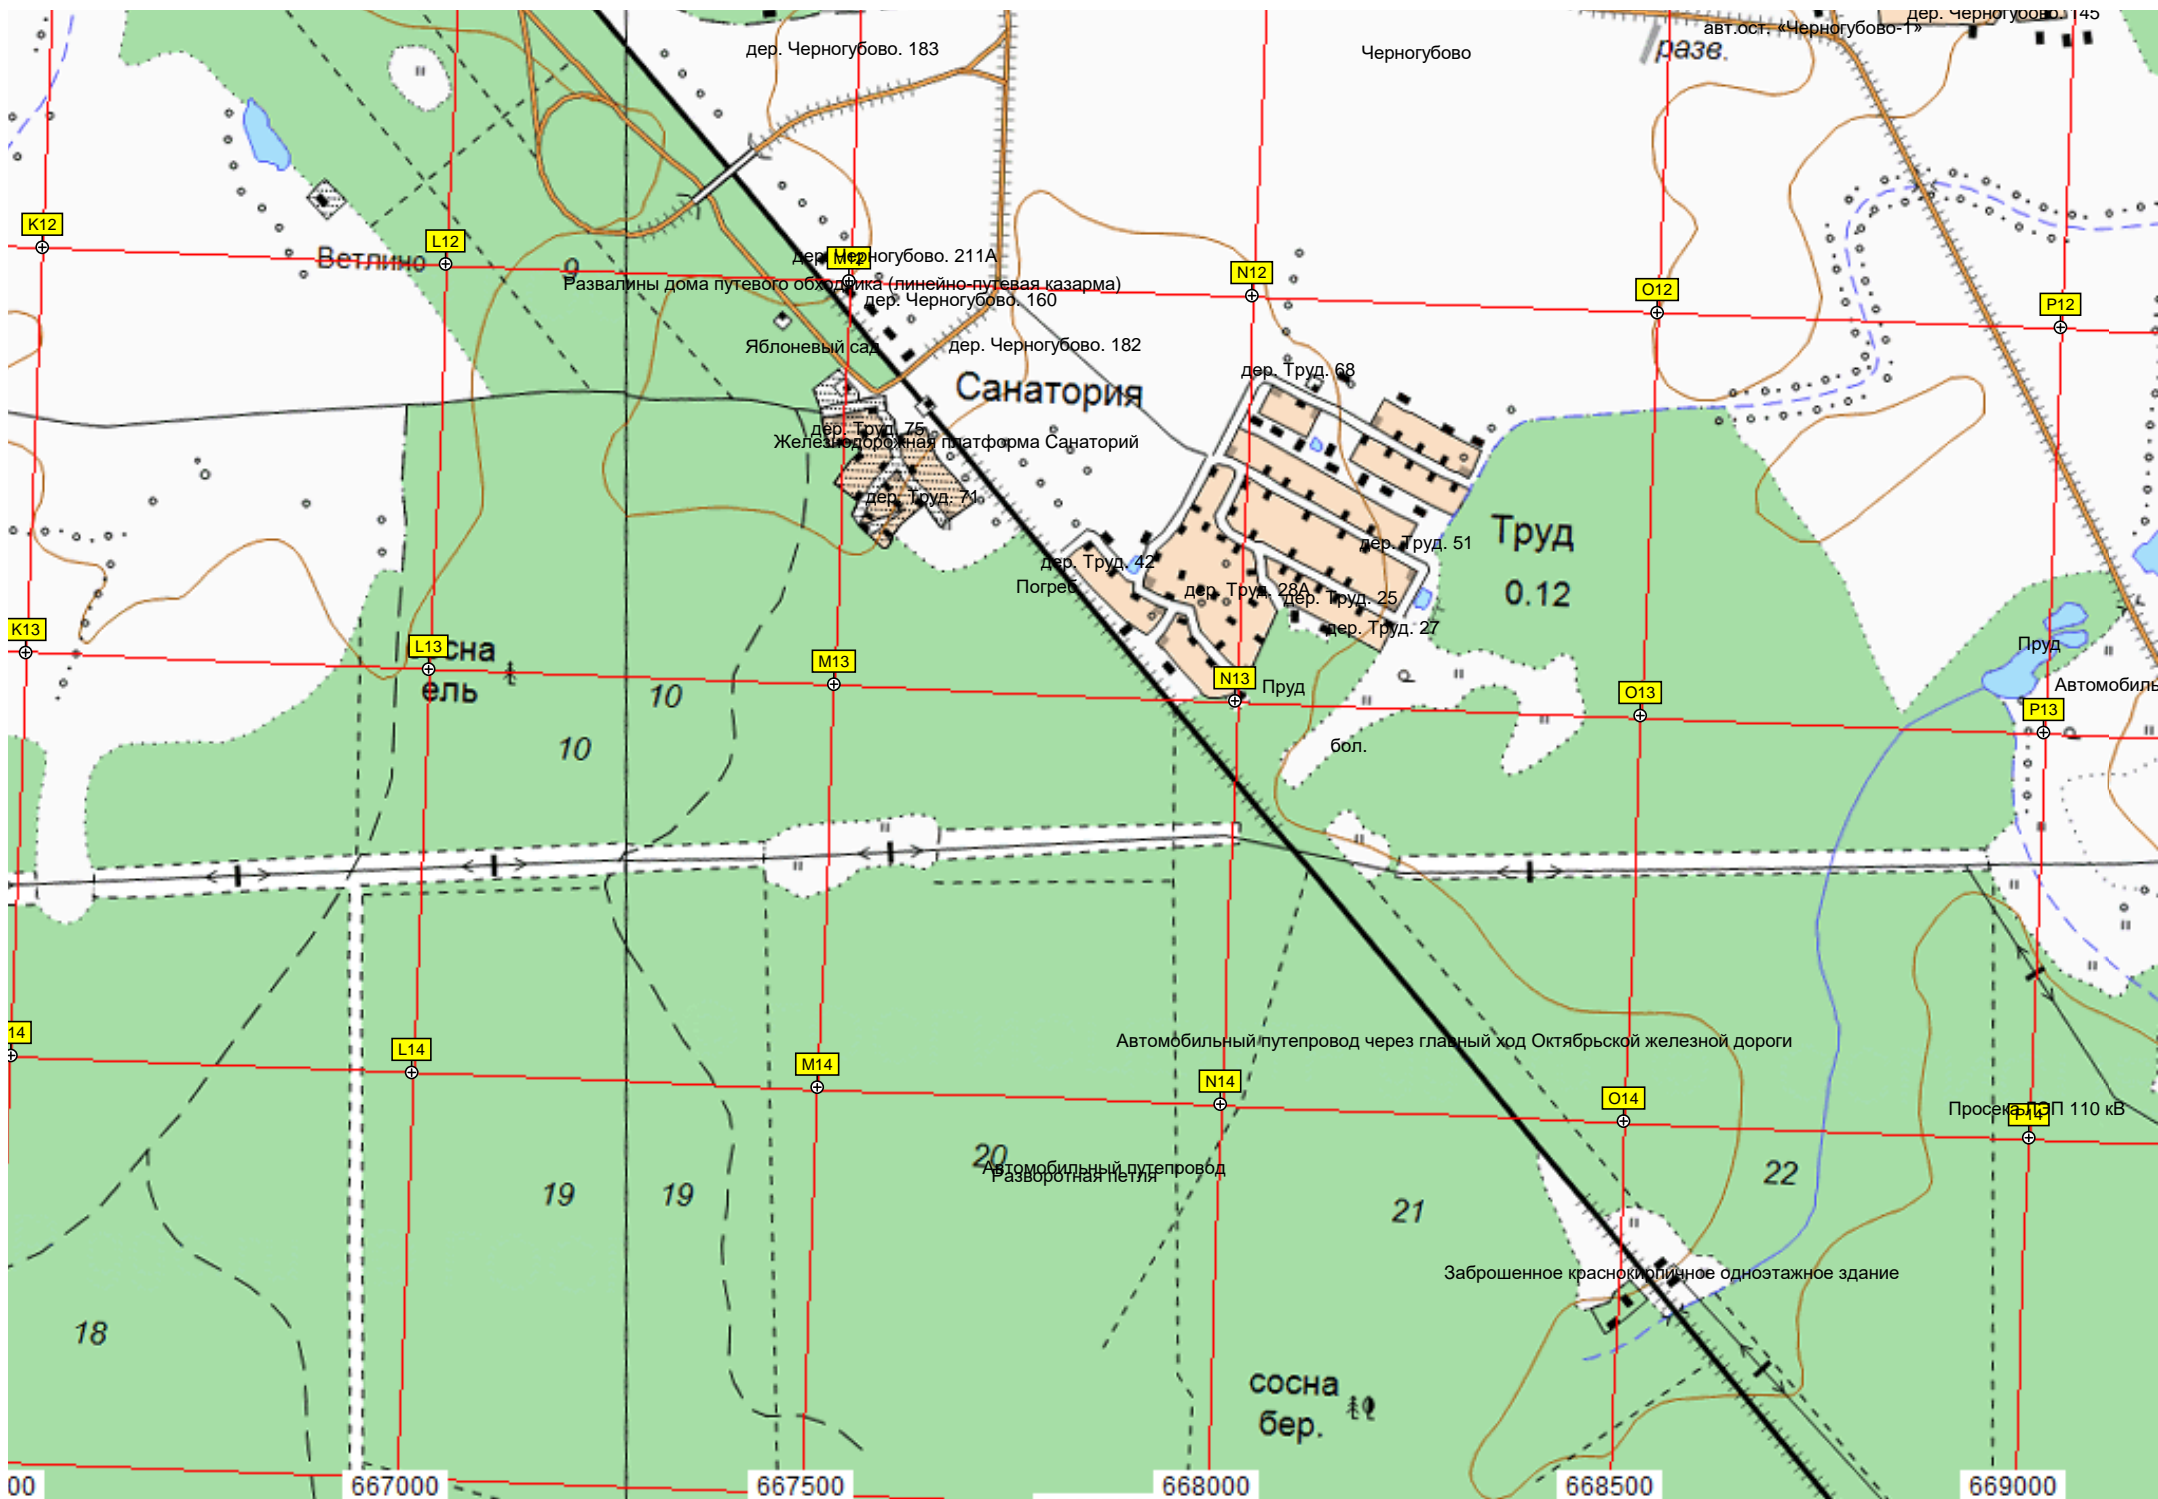 дер. Черногубово. 145
авт.ост. «Черногубово-1»
разв.
дер. Черногубово. 183
Черногубово
K12
L12
Ветлино
9
дер. Черногубово. 211А
M12
N12
O12
P12
Развалины дома путевого обходчика (линейно-путевая казарма)
дер. Черногубово. 160
Яблоневый сад
дер. Черногубово. 182
дер. Труд. 68
Санатория
дер. Труд. 75
Железнодорожная платформа Санаторий
дер. Труд. 71
Труд
0.12
дер. Труд. 51
дер. Труд. 42
Погреб
дер. Труд. 28А
дер. Труд. 25
дер. Труд. 27
K13
L13
сна
ель
M13
N13
Пруд
O13
Пруд
Автомобиль
P13
10
10
бол.
14
L14
M14
N14
O14
P14
Автомобильный путепровод через главный ход Октябрьской железной дороги
Просека ЛЭП 110 кВ
20
Автомобильный путепровод
Разворотная петля
19
19
21
22
Заброшенное краснокирпичное одноэтажное здание
18
сосна
бер.
00
667000
667500
668000
668500
669000